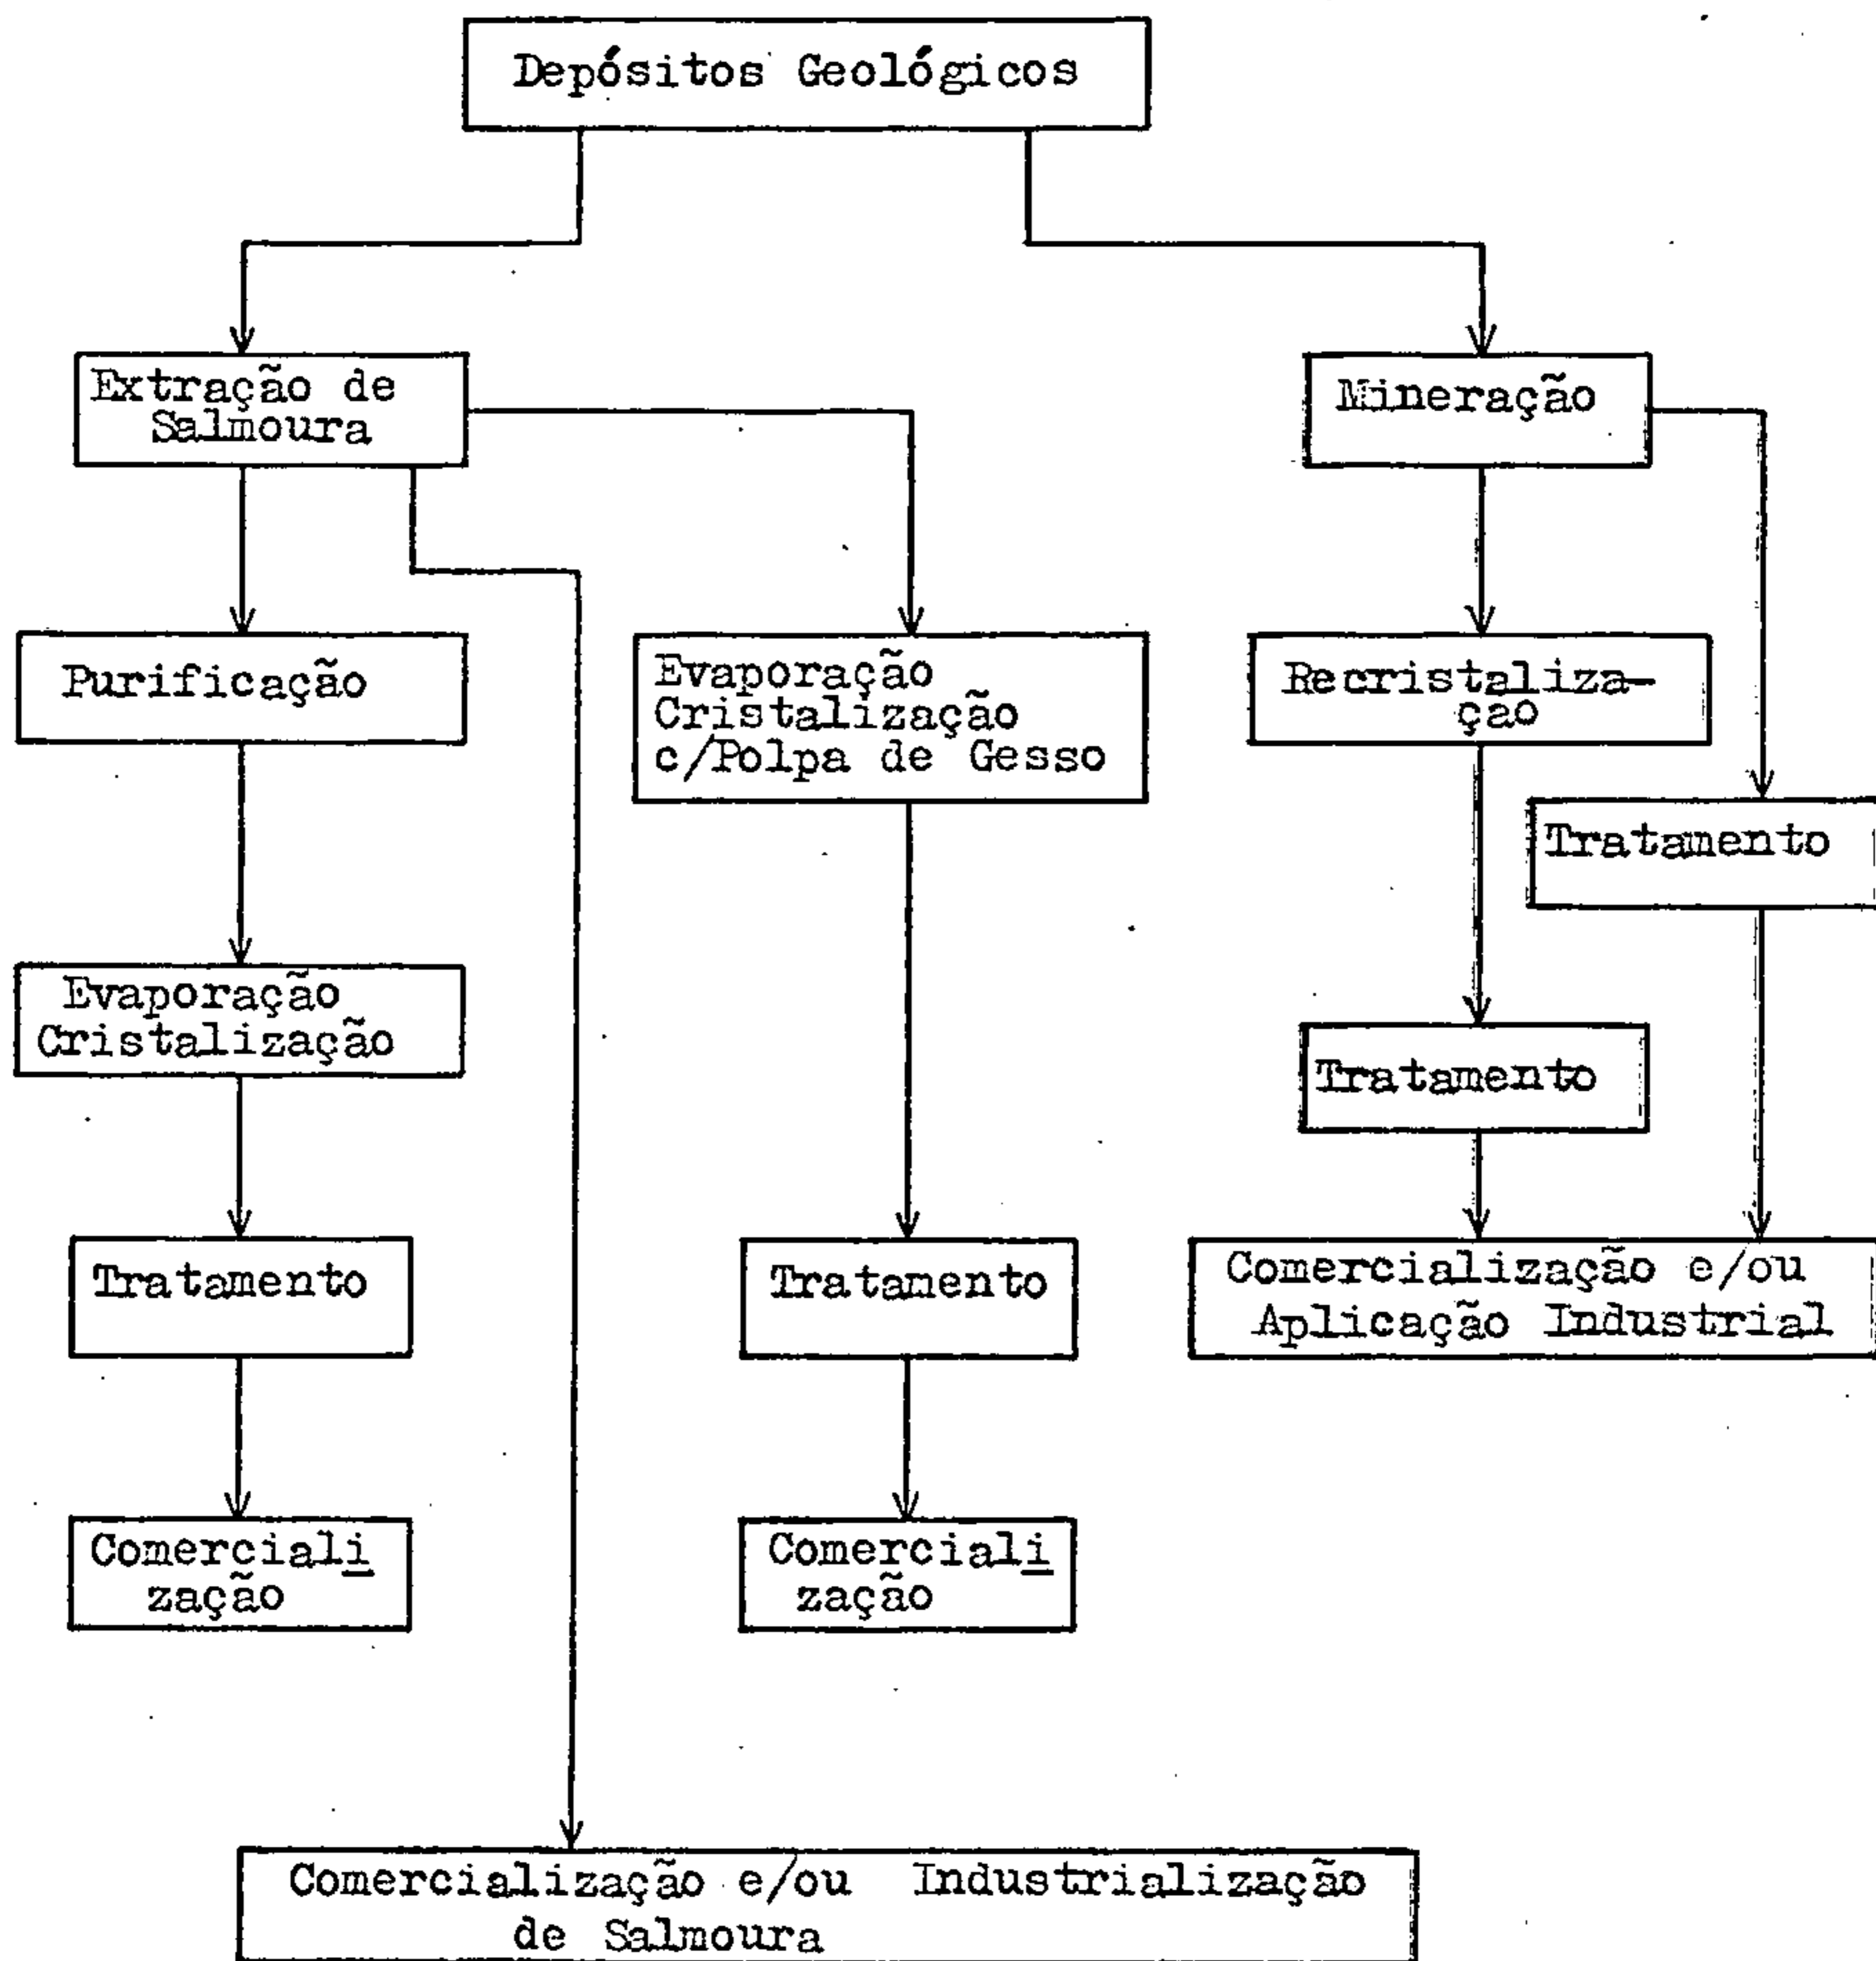 Depósitos Geológicos
Extração de
Salmoura
Mineração
Purificação
Evaporação
Cristalização
c/Polpa de Gesso
Recristaliza-
ção
Tratamento
Evaporação
Cristalização
Tratamento
Tratamento
Tratamento
Comercialização e/ou
Aplicação Industrial
Comerciali
zação
Comerciali
zação
Comercialização e/ou Industrialização
de Salmoura